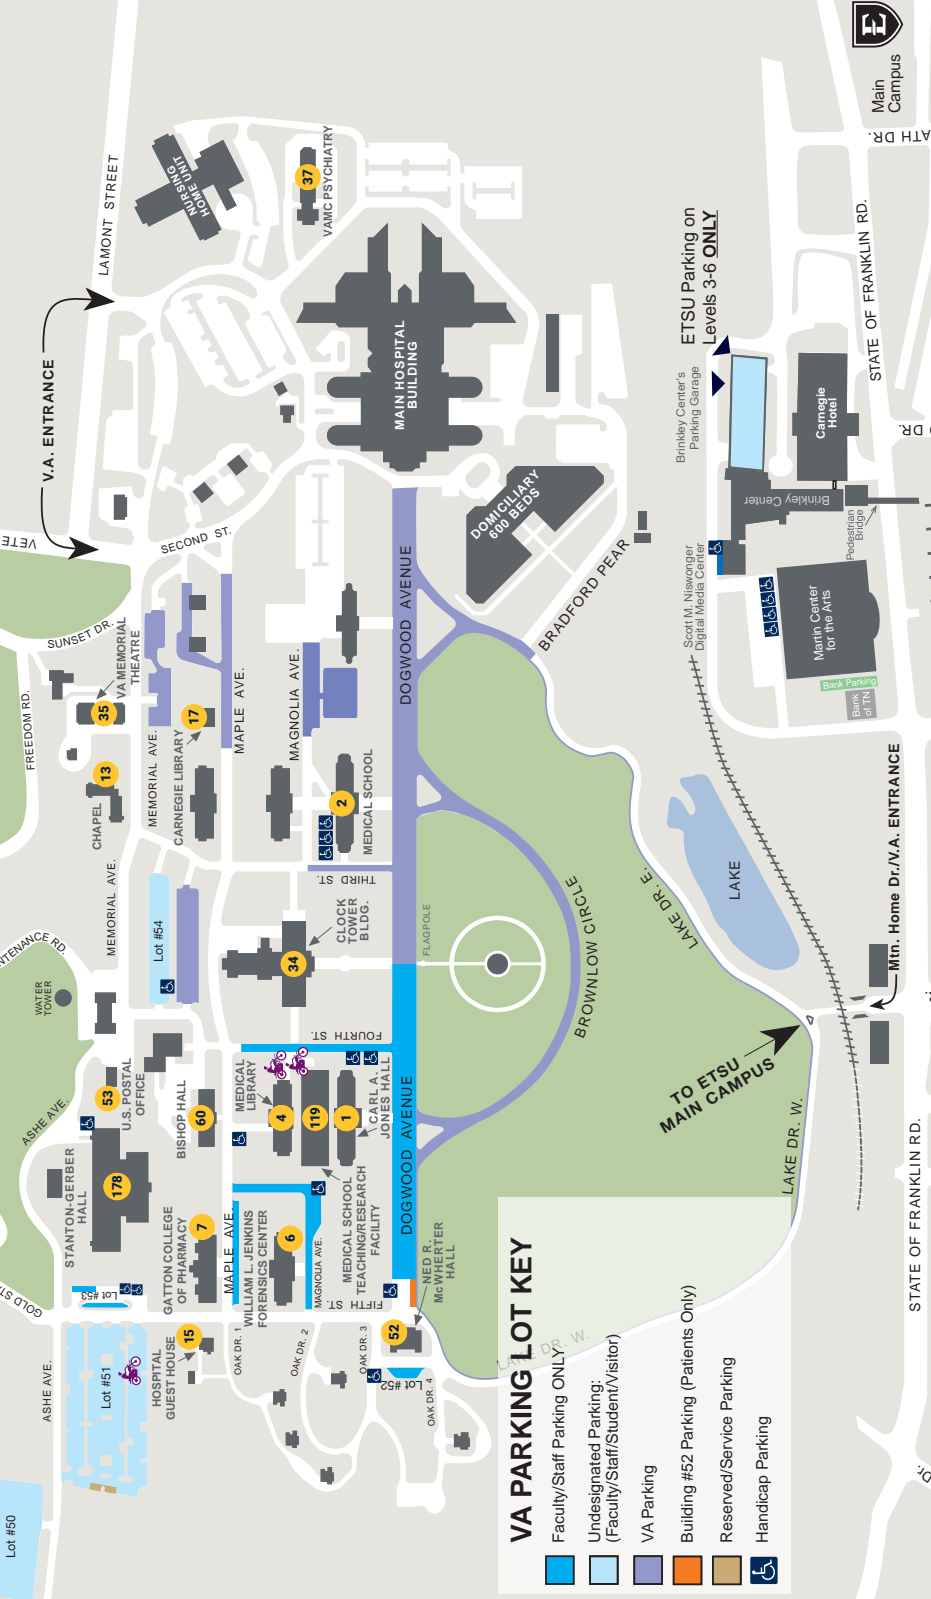 LAMONT STREET
V.A. ENTRANCE
NURSING
HOME UNIT
37
VAMC PSYCHIATRY
MAIN HOSPITAL
BUILDING
DOMICILIARY
600 BEDS
BRADFORD PEAR
ETSU Parking on
Levels 3-6 ONLY
Brinkley Center's
Parking Garage
Carnegie
Hotel
Brinkley Center
Pedestrian
Bridge
Scott M. Niswonger
Digital Media Center
Martin Center
for the Arts
Bank Parking
Bank
of TN
STATE OF FRANKLIN RD.
ATH DR.
DR.
E
Main
Campus
VETE
SECOND ST.
SUNSET DR.
FREEDOM RD.
VA MEMORIAL
THEATRE
35
13
CHAPEL
MEMORIAL AVE.
CARNEGIE LIBRARY
17
MAPLE AVE.
MAGNOLIA AVE.
DOGWOOD AVENUE
2
MEDICAL SCHOOL
THIRD ST.
MEMORIAL AVE.
Lot #54
CLOCK
TOWER
BLDG.
34
FLAGPOLE
BROWNLOW CIRCLE
LAKE DR. E.
LAKE
Mtn. Home Dr./V.A. ENTRANCE
TO ETSU
MAIN CAMPUS
LAKE DR. W.
STATE OF FRANKLIN RD.
NTENANCE RD.
WATER
TOWER
ASHE AVE.
53
U.S. POSTAL
OFFICE
BISHOP HALL
60
FOURTH ST.
MEDICAL
LIBRARY
4
119
1
CARL A.
JONES HALL
DOGWOOD AVENUE
STANTON-GERBER
HALL
178
GATTON COLLEGE
OF PHARMACY
7
MAPLE AVE.
WILLIAM L. JENKINS
FORENSICS CENTER
6
MAGNOLIA AVE.
MEDICAL SCHOOL
TEACHING/RESEARCH
FACILITY
FIFTH ST.
NED R.
McWHERTER
HALL
52
Lot #52
GOLD ST
Lot #53
ASHE AVE.
Lot #51
Lot #50
HOSPITAL
GUEST HOUSE
15
OAK DR. 1
OAK DR. 2
OAK DR. 3
OAK DR. 4
LAKE DR. W.
VA PARKING LOT KEY
Faculty/Staff Parking ONLY
Undesignated Parking:
(Faculty/Staff/Student/Visitor)
VA Parking
Building #52 Parking (Patients Only)
Reserved/Service Parking
Handicap Parking